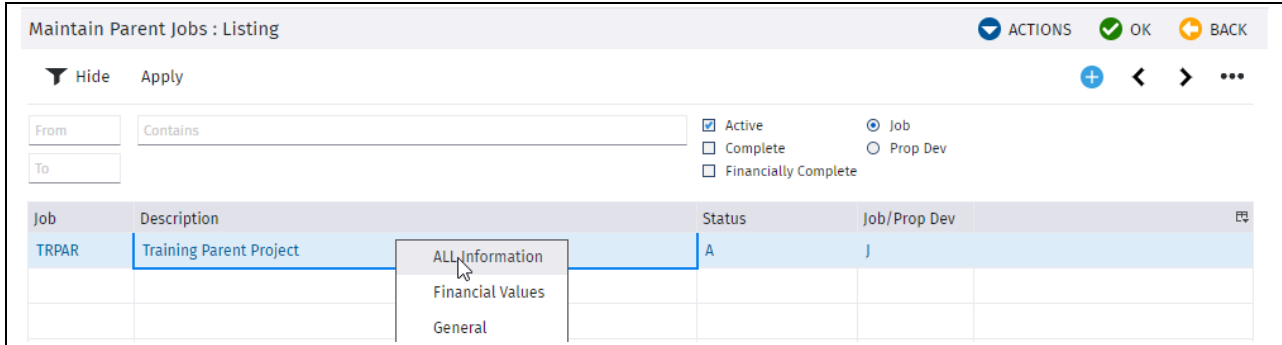 Maintain Parent Jobs : Listing ACTIONS OK BACK
Hide Apply
From Contains Active Job
Complete Prop Dev
To
Financially Complete
Job Description Status Job/Prop Dev
TRPAR Training Parent Project A J
ALL Information
Financial Values
General